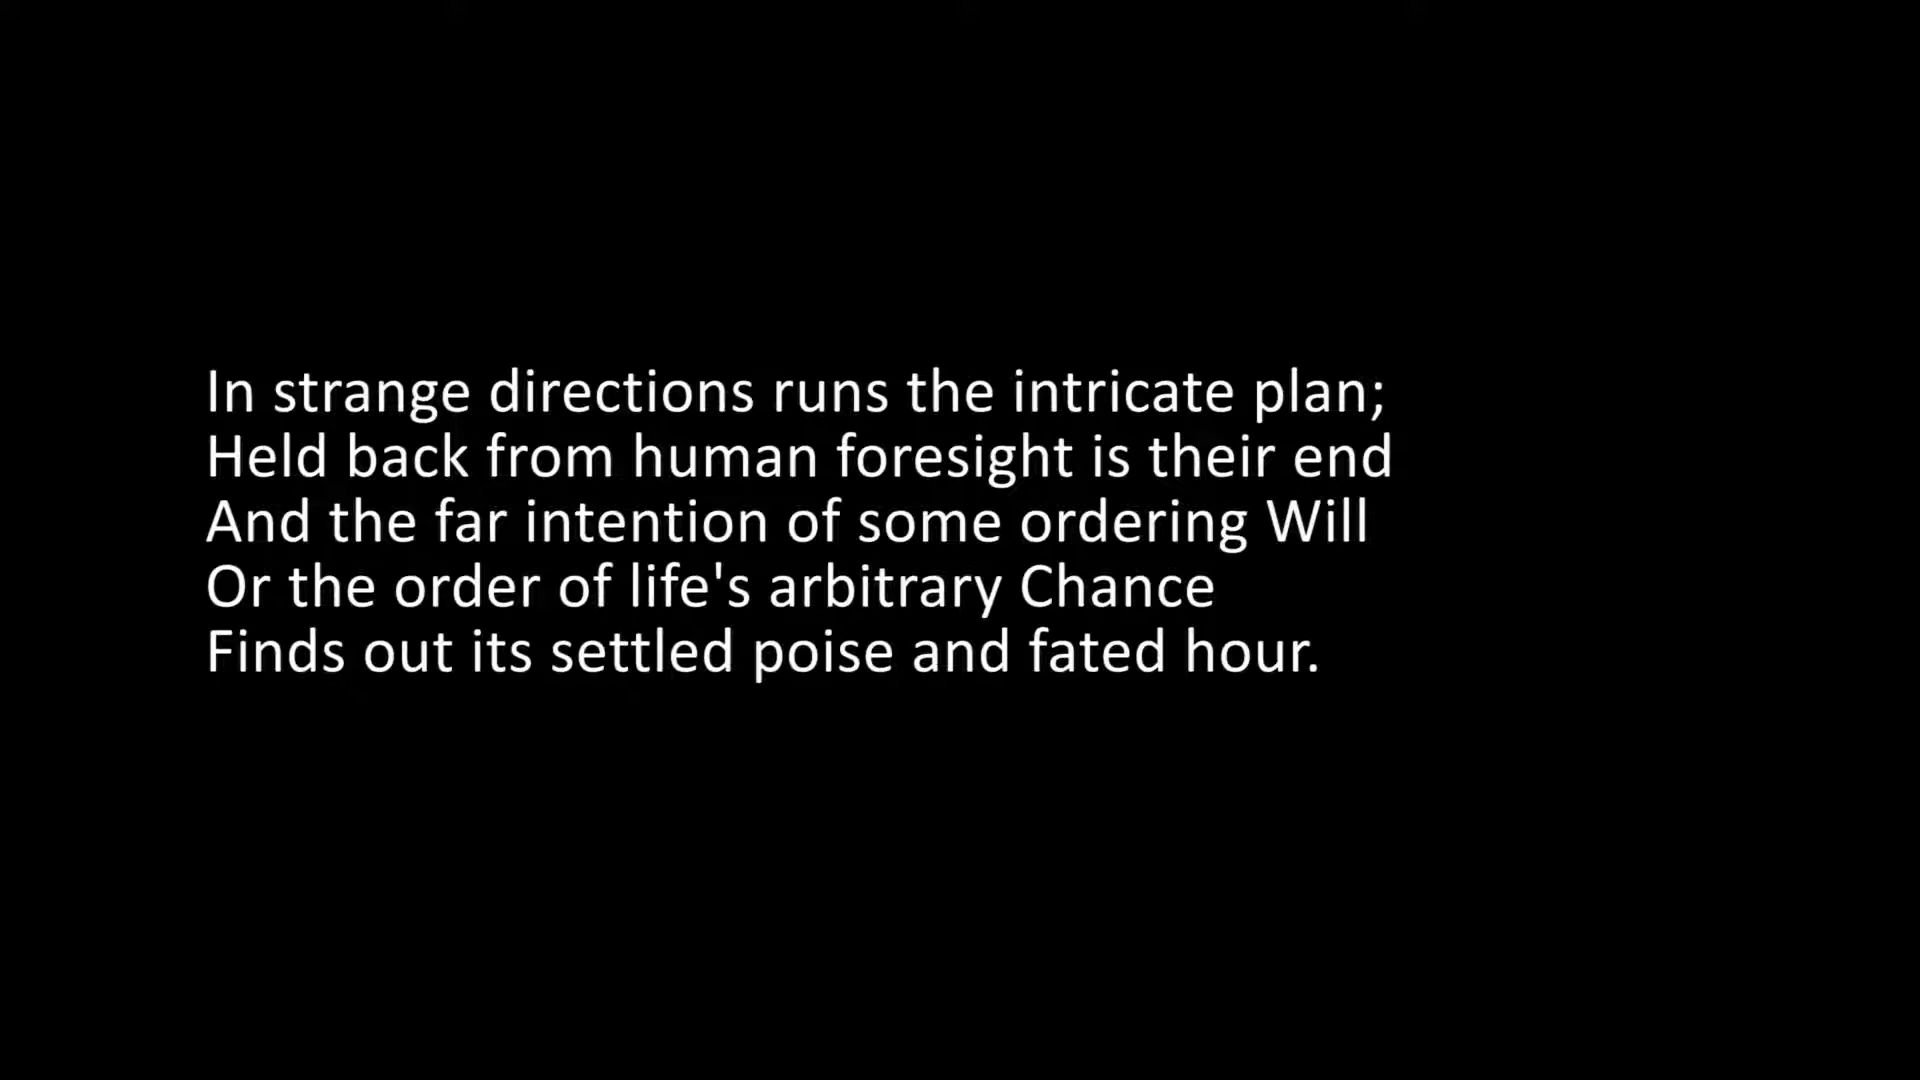 In strange directions runs the intricate plan;
Held back from human foresight is their end
And the far intention of some ordering Will
Or the order of life's arbitrary Chance
Finds out its settled poise and fated hour.